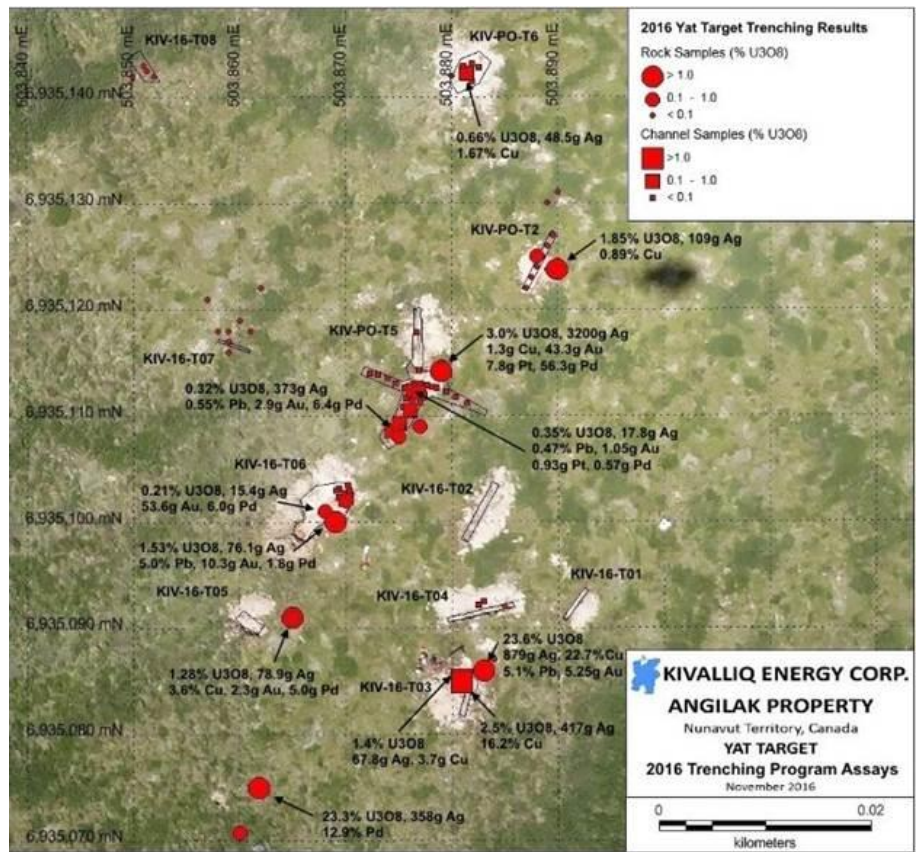 503,840 mE
503,850 mE
503,860 mE
503,870 mE
503,880 mE
503,890 mE
KIV-16-T08
KIV-PO-T6
6,935,140 mN
0.66% U3O8, 48.5g Ag
1.67% Cu
6,935,130 mN
KIV-PO-T2
1.85% U3O8, 109g Ag
0.89% Cu
6,935,120 mN
KIV-PO-T5
3.0% U3O8, 3200g Ag
1.3g Cu, 43.3g Au
7.8g Pt, 56.3g Pd
KIV-16-T07
0.32% U3O8, 373g Ag
0.55% Pb, 2.9g Au, 6.4g Pd
6,935,110 mN
0.35% U3O8, 17.8g Ag
0.47% Pb, 1.05g Au
0.93g Pt, 0.57g Pd
KIV-16-T06
KIV-16-T02
0.21% U3O8, 15.4g Ag
53.6g Au, 6.0g Pd
6,935,100 mN
1.53% U3O8, 76.1g Ag
5.0% Pb, 10.3g Au, 1.8g Pd
KIV-16-T05
KIV-16-T04
KIV-16-T01
6,935,090 mN
23.6% U3O8
879g Ag, 22.7%Cu
5.1% Pb, 5.25g Au
1.28% U3O8, 78.9g Ag
3.6% Cu, 2.3g Au, 5.0g Pd
KIV-16-T03
6,935,080 mN
2.5% U3O8, 417g Ag
16.2% Cu
1.4% U3O8
67.8g Ag, 3.7g Cu
23.3% U3O8, 358g Ag
12.9% Pd
6,935,070 mN
2016 Yat Target Trenching Results
Rock Samples (% U3O8)
> 1.0
0.1 - 1.0
< 0.1
Channel Samples (% U3O8)
>1.0
0.1 - 1.0
< 0.1
KIVALLIQ ENERGY CORP.
ANGILAK PROPERTY
Nunavut Territory, Canada
YAT TARGET
2016 Trenching Program Assays
November 2016
0
0.02
kilometers